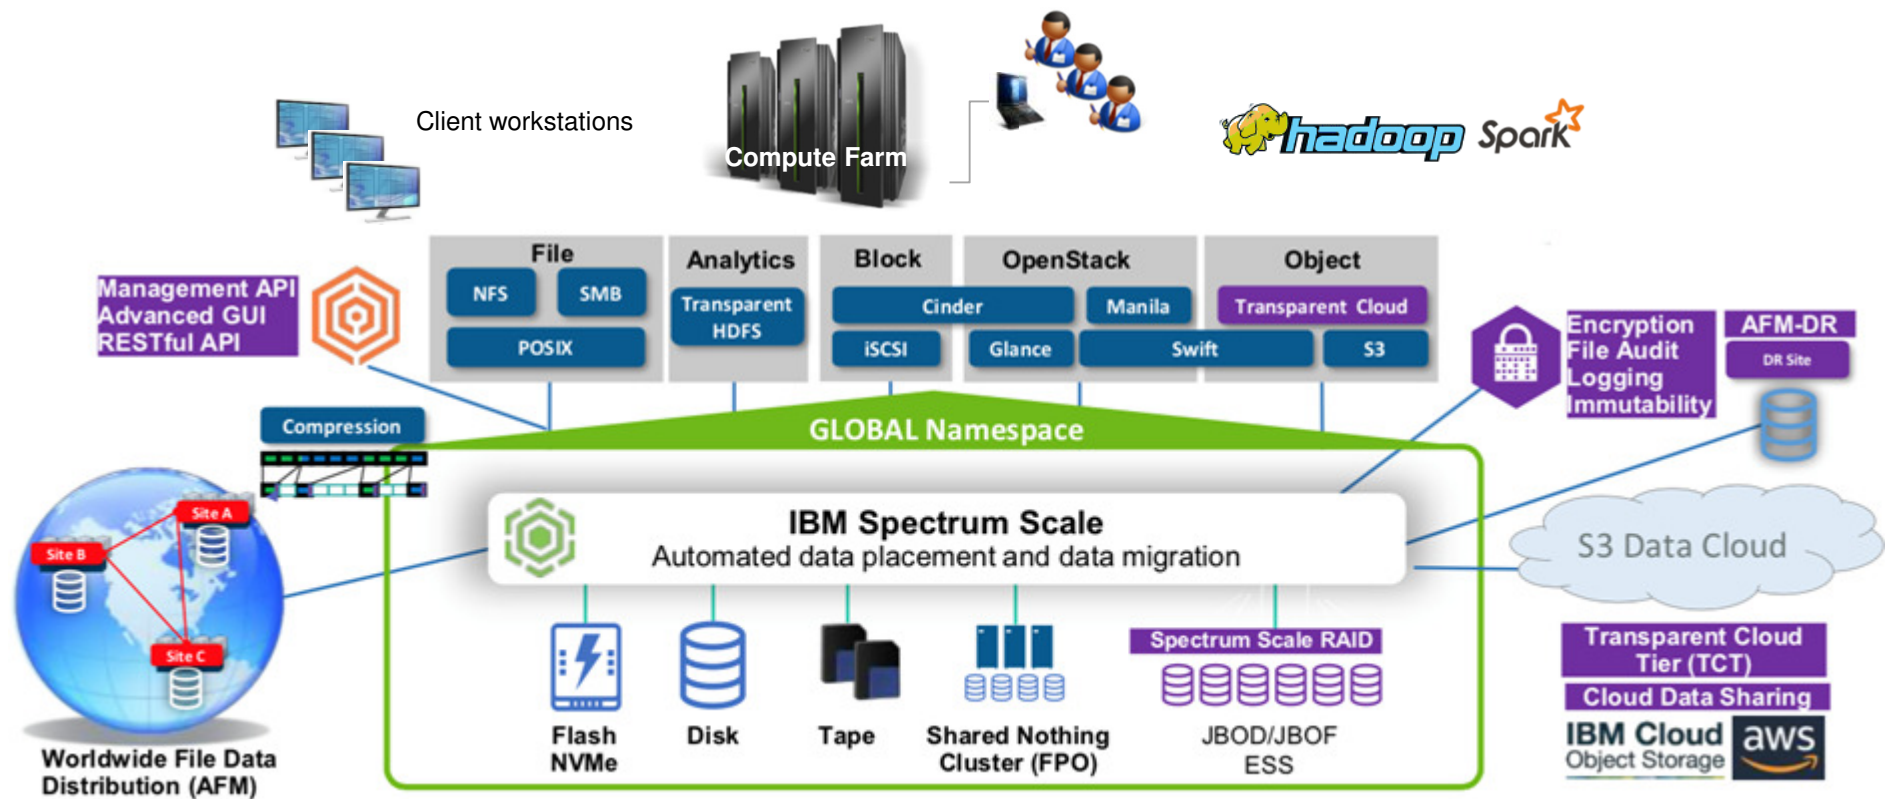 Client workstations
Compute Farm
hadoop Spark
File
Analytics
Block
OpenStack
Object
NFS
SMB
POSIX
Transparent
HDFS
Cinder
Manila
Transparent Cloud
iSCSI
Glance
Swift
S3
Management API
Advanced GUI
RESTful API
Encryption
File Audit
Logging
Immutability
AFM-DR
DR Site
Compression
GLOBAL Namespace
IBM Spectrum Scale
Automated data placement and data migration
Site A
Site B
Site C
S3 Data Cloud
Spectrum Scale RAID
Flash
NVMe
Disk
Tape
Shared Nothing
Cluster (FPO)
JBOD/JBOF
ESS
Transparent Cloud
Tier (TCT)
Cloud Data Sharing
IBM Cloud
Object Storage
aws
Worldwide File Data
Distribution (AFM)